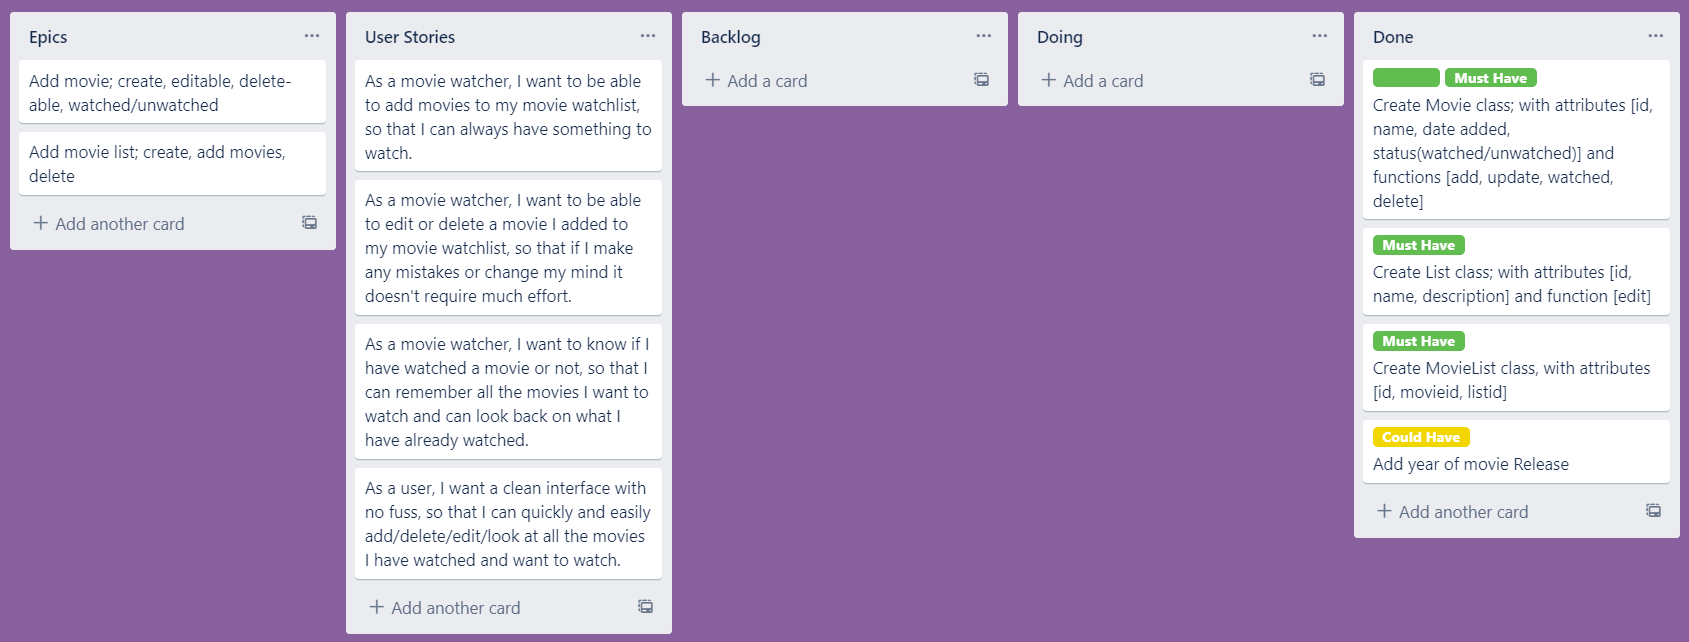 Epics
Add movie; create, editable, delete-
able, watched/unwatched
Add movie list; create, add movies,
delete
Add another card
User Stories
As a movie watcher, I want to be able
to add movies to my movie watchlist,
so that I can always have something to
watch.
As a movie watcher, I want to be able
to edit or delete a movie I added to
my movie watchlist, so that if I make
any mistakes or change my mind it
doesn't require much effort.
As a movie watcher, I want to know if I
have watched a movie or not, so that I
can remember all the movies I want to
watch and can look back on what I
have already watched.
As a user, I want a clean interface with
no fuss, so that I can quickly and easily
add/delete/edit/look at all the movies
I have watched and want to watch.
Add another card
Backlog
Add a card
Doing
Add a card
Done
Must Have
Create Movie class; with attributes [id,
name, date added,
status(watched/unwatched)] and
functions [add, update, watched,
delete]
Must Have
Create List class; with attributes [id,
name, description] and function [edit]
Must Have
Create MovieList class, with attributes
[id, movieid, listid]
Could Have
Add year of movie Release
Add another card